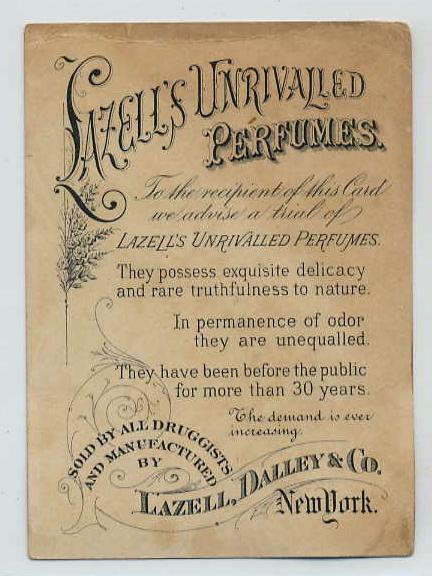 Lazell's Unrivalled
Perfumes.
To the recipient of this Card
we advise a trial of
Lazell's Unrivalled Perfumes.
They possess exquisite delicacy
and rare truthfulness to nature.
In permanence of odor
they are unequalled.
They have been before the public
for more than 30 years.
The demand is ever
increasing.
Sold by all Druggists
and Manufactured
by
Lazell, Dalley & Co.
New York.